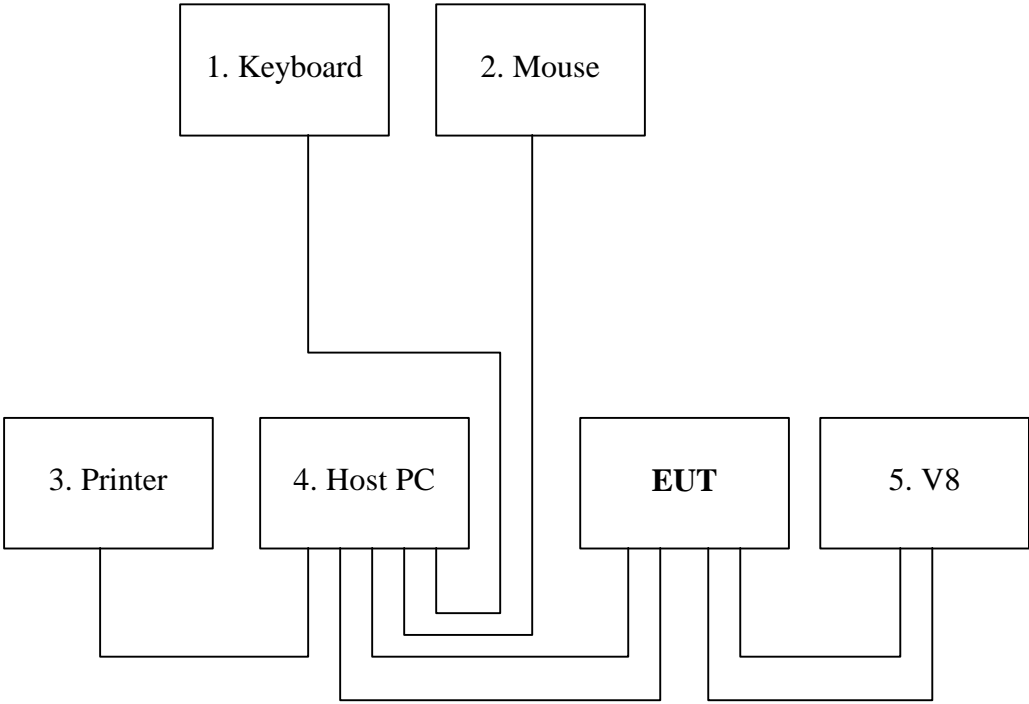 1. Keyboard
2. Mouse
3. Printer
4. Host PC
EUT
5. V8